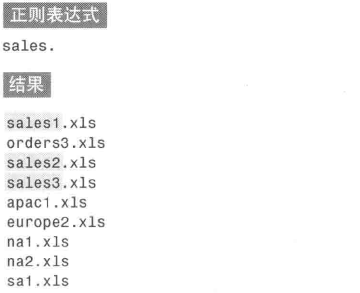 正则表达式
sales.
结果
sales1.xls
orders3.xls
sales2.xls
sales3.xls
apac1.xls
europe2.xls
na1.xls
na2.xls
sa1.xls